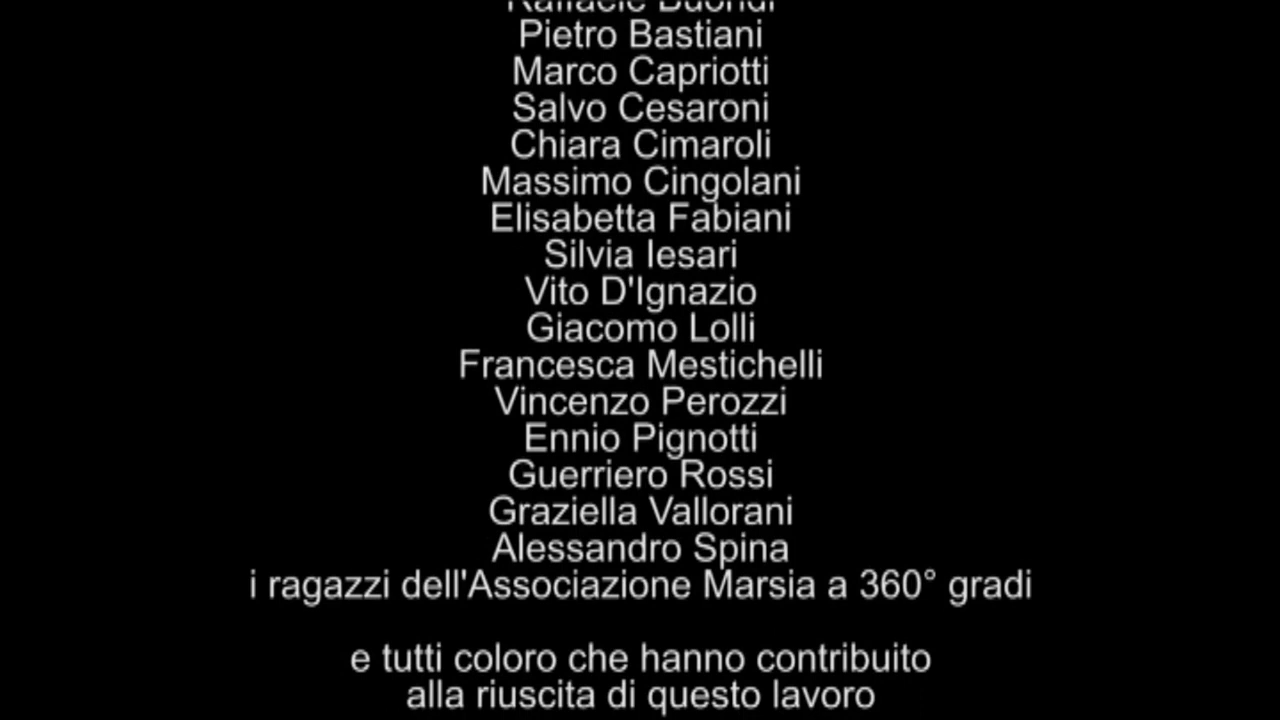 Raffaele
Pietro Bastiani
Marco Capriotti
Salvo Cesaroni
Chiara Cimaroli
Massimo Cingolani
Elisabetta Fabiani
Silvia Iesari
Vito D'Ignazio
Giacomo Lolli
Francesca Mestichelli
Vincenzo Perozzi
Ennio Pignotti
Guerriero Rossi
Graziella Vallorani
Alessandro Spina
i ragazzi dell'Associazione Marsia a 360° gradi
e tutti coloro che hanno contribuito
alla riuscita di questo lavoro